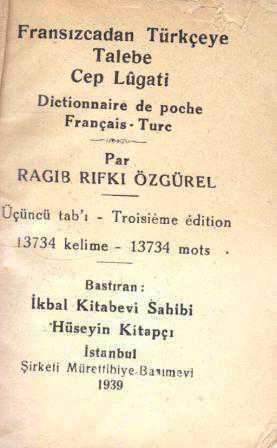 Fransızcadan Türkçeye
Talebe
Cep Lûgati
Dictionnaire de poche
Français - Turc
Par
RAGIB RIFKI ÖZGÜREL
Üçüncü tab'ı - Troisième édition
13734 kelime - 13734 mots
Bastıran :
İkbal Kitabevi Sahibi
Hüseyin Kitapçı
İstanbul
Şirketi Mürettibiye Basımevi
1939